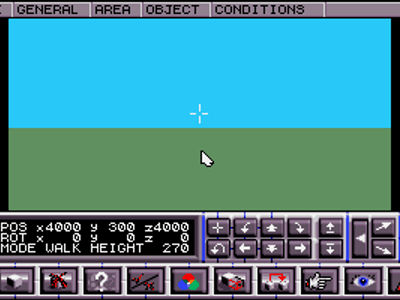 GENERAL AREA OBJECT CONDITIONS
POS x4000 y 300 z4000
ROT x 0 y 0 z 0
MODE WALK HEIGHT 270